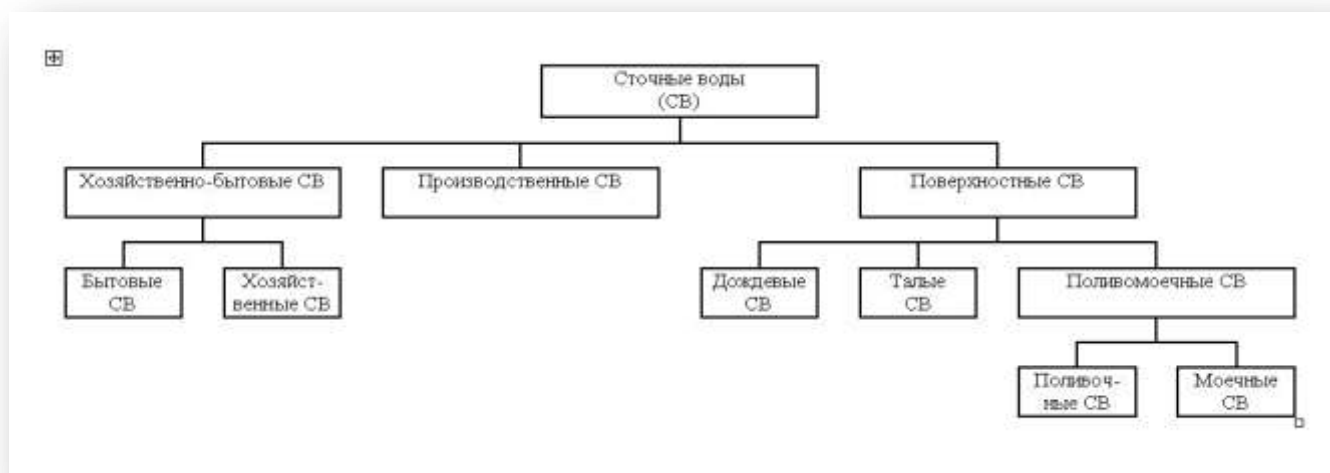 Сточные воды
(СВ)
Хозяйственно-бытовые СВ
Производственные СВ
Поверхностные СВ
Бытовые
СВ
Хозяйст-
венные СВ
Дождевые
СВ
Талые
СВ
Поливомоечные СВ
Поливоч-
ные СВ
Моечные
СВ